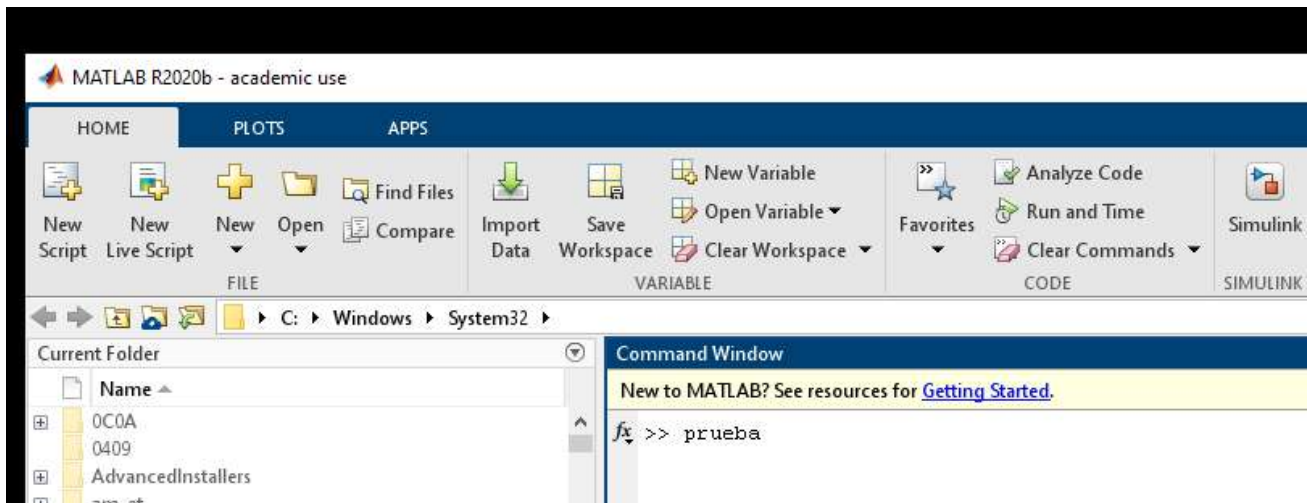 MATLAB R2020b - academic use
HOME PLOTS APPS
New Script
New Live Script
New
Open
Find Files
Compare
FILE
Import Data
Save Workspace
New Variable
Open Variable
Clear Workspace
VARIABLE
Favorites
Analyze Code
Run and Time
Clear Commands
CODE
Simulink
SIMULINK
C: Windows System32
Current Folder
Name
0C0A
0409
AdvancedInstallers
Command Window
New to MATLAB? See resources for Getting Started.
fx >> prueba